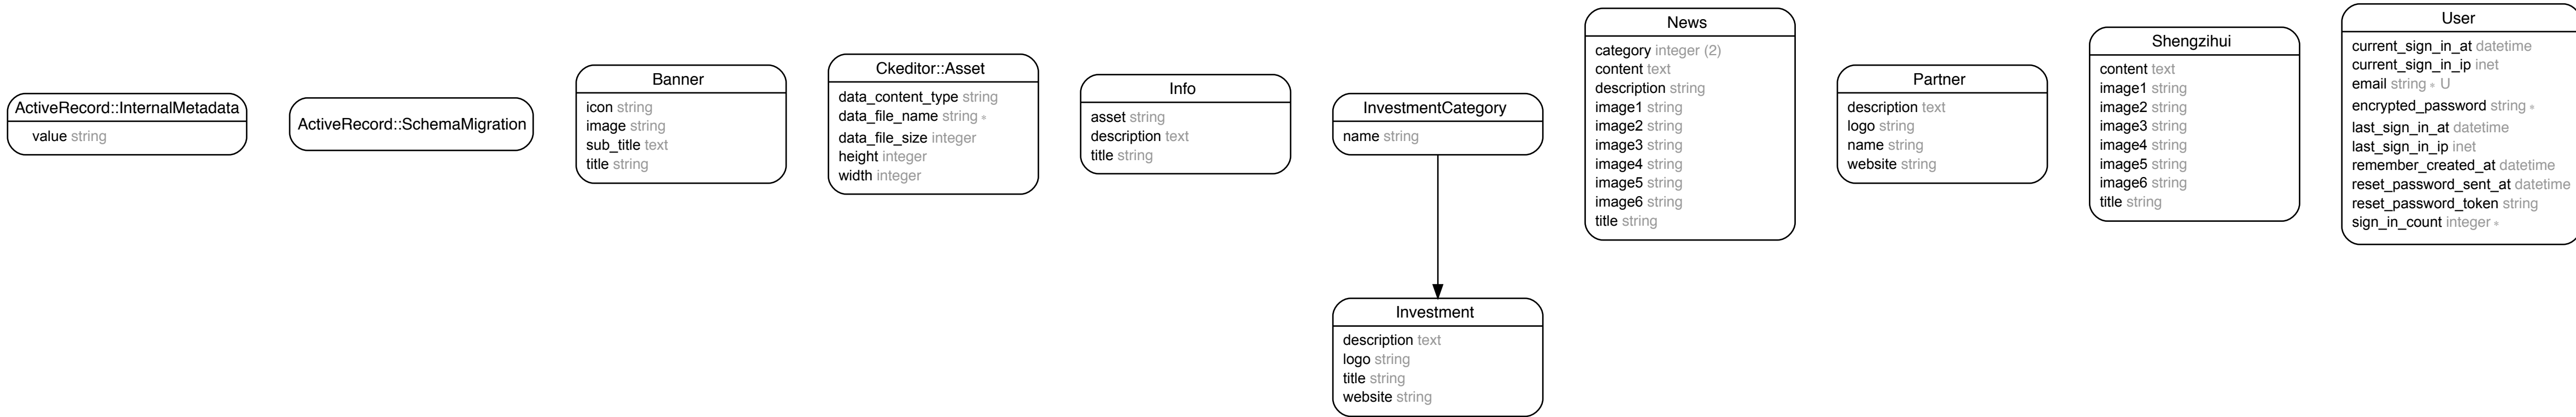 ActiveRecord::InternalMetadata
value string
ActiveRecord::SchemaMigration
Banner
icon string
image string
sub_title text
title string
Ckeditor::Asset
data_content_type string
data_file_name string *
data_file_size integer
height integer
width integer
Info
asset string
description text
title string
InvestmentCategory
name string
Investment
description text
logo string
title string
website string
News
category integer (2)
content text
description string
image1 string
image2 string
image3 string
image4 string
image5 string
image6 string
title string
Partner
description text
logo string
name string
website string
Shengzihui
content text
image1 string
image2 string
image3 string
image4 string
image5 string
image6 string
title string
User
current_sign_in_at datetime
current_sign_in_ip inet
email string * U
encrypted_password string *
last_sign_in_at datetime
last_sign_in_ip inet
remember_created_at datetime
reset_password_sent_at datetime
reset_password_token string
sign_in_count integer *